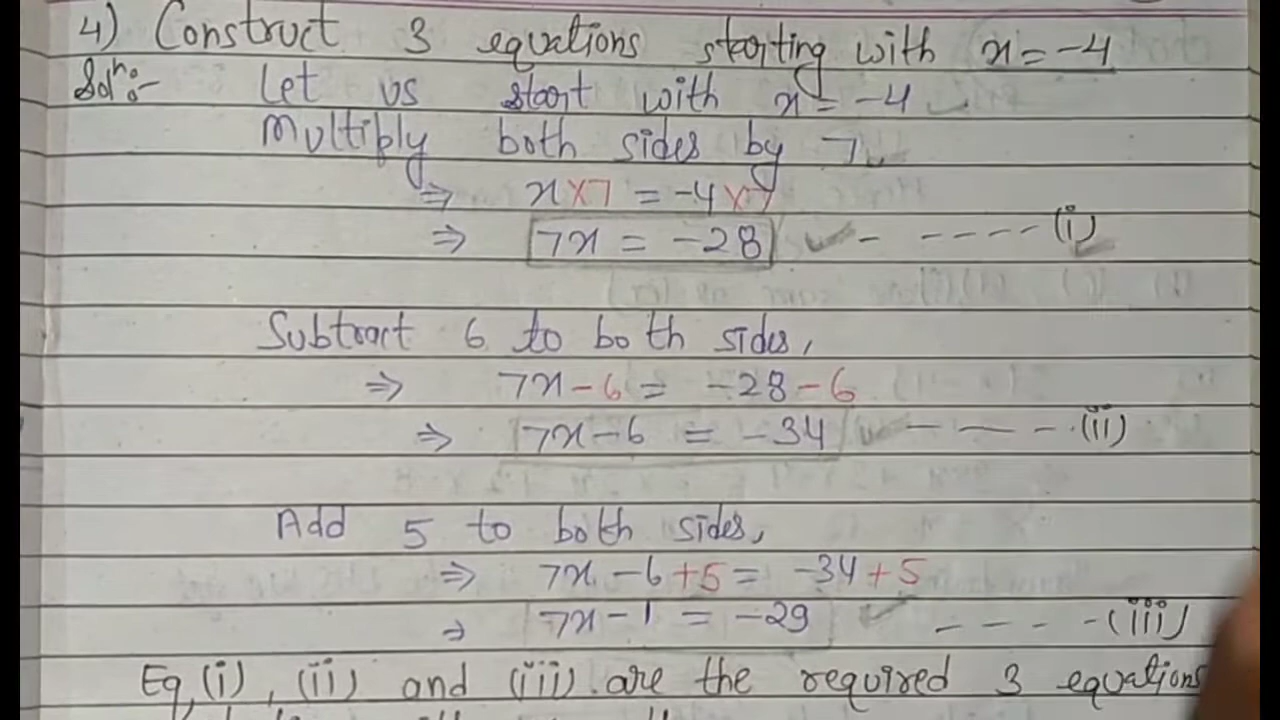 4) Construct 3 equations starting with x = -4
Solⁿ:- Let us start with x = -4
Multiply both sides by 7
⇒ x×7 = -4×7
⇒ 7x = -28 - ---- (i)
Subtract 6 to both sides,
⇒ 7x-6 = -28-6
⇒ 7x-6 = -34 - - - (ii)
Add 5 to both sides,
⇒ 7x-6+5 = -34+5
⇒ 7x-1 = -29 - - - -(iii)
Eq, (i), (ii) and (iii) are the required 3 equations